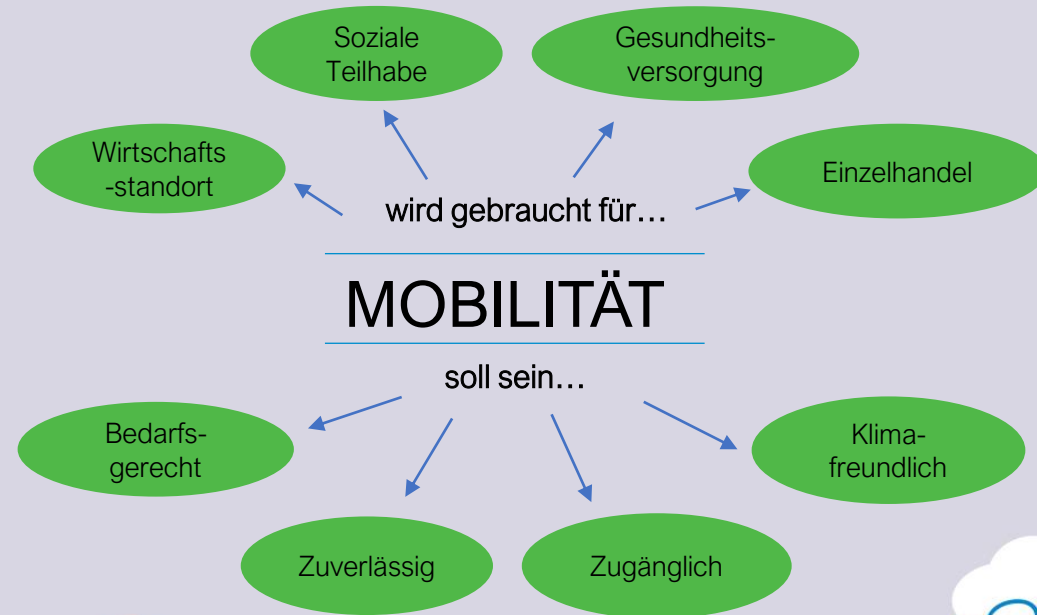 Soziale
Teilhabe
Gesundheits-
versorgung
Wirtschafts
-standort
Einzelhandel
wird gebraucht für…
MOBILITÄT
soll sein…
Bedarfs-
gerecht
Klima-
freundlich
Zuverlässig
Zugänglich